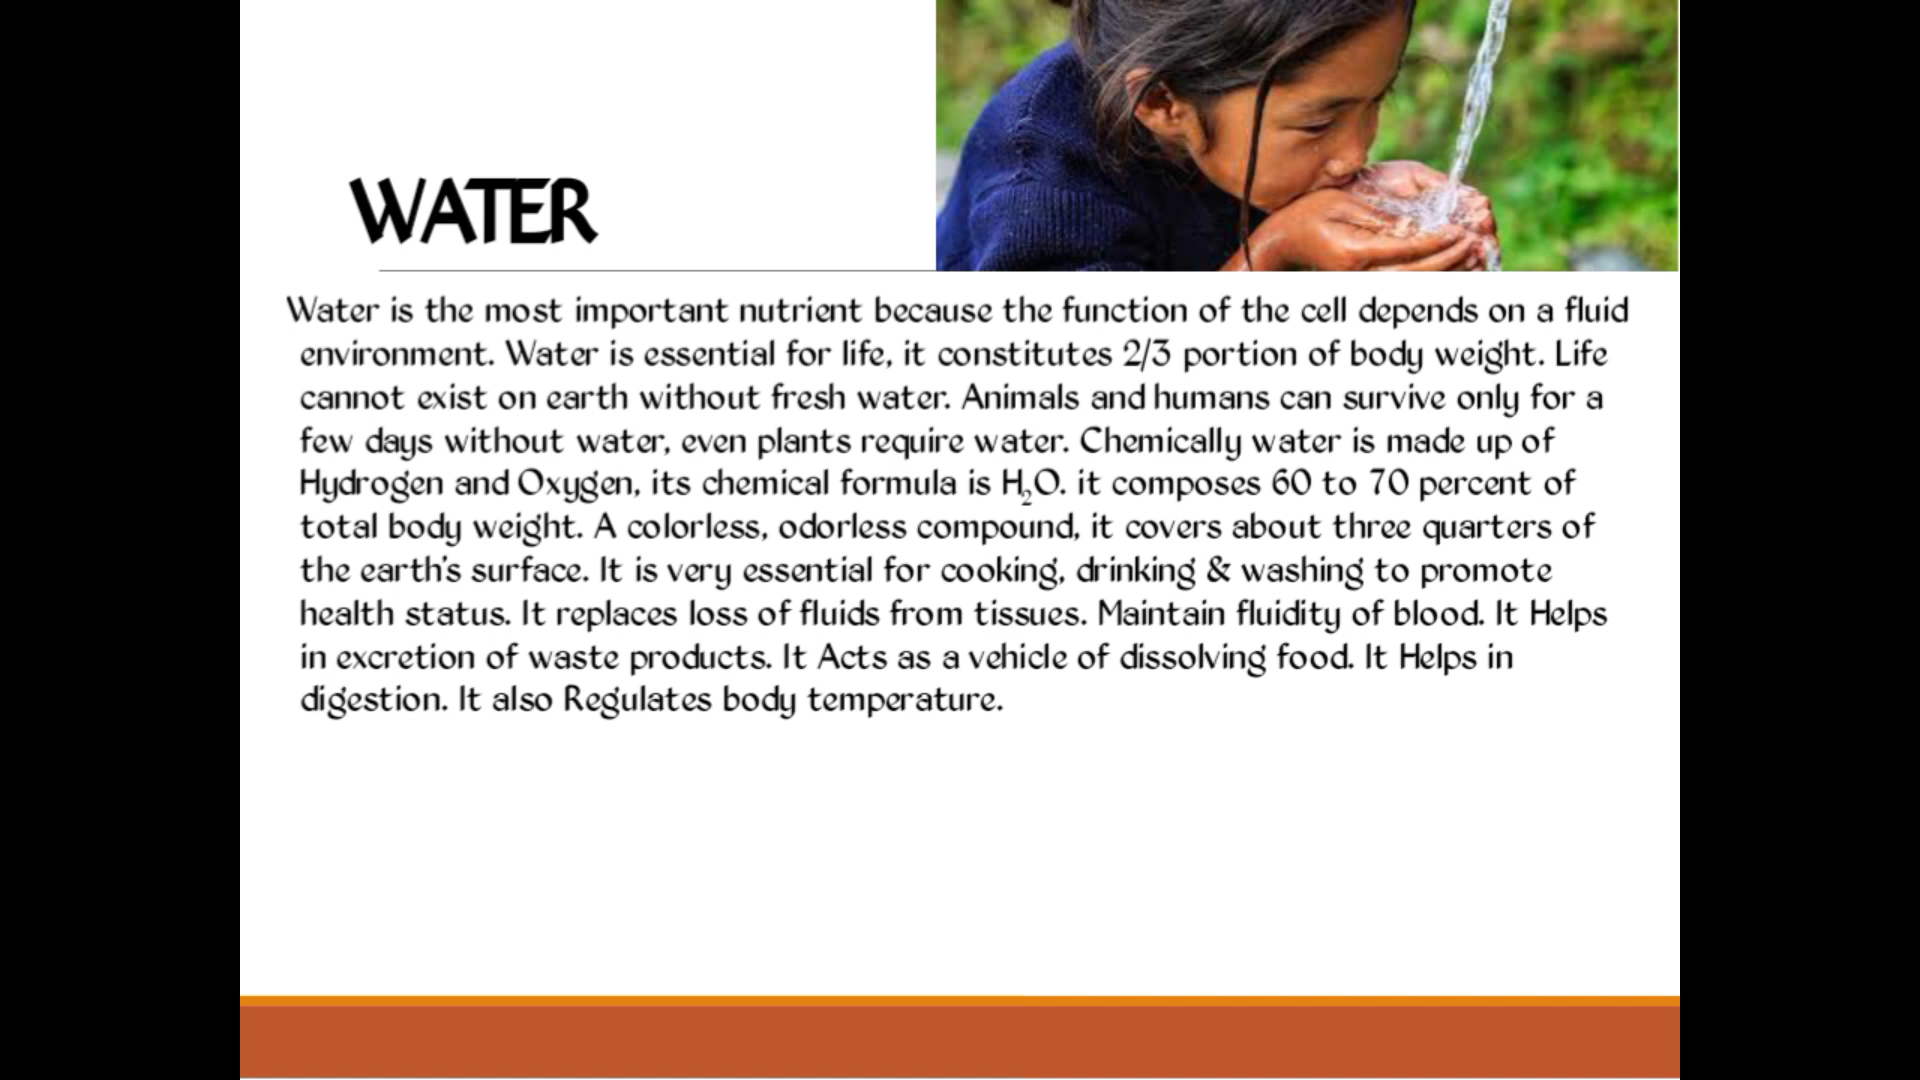 WATER
Water is the most important nutrient because the function of the cell depends on a fluid
environment. Water is essential for life, it constitutes 2/3 portion of body weight. Life
cannot exist on earth without fresh water. Animals and humans can survive only for a
few days without water, even plants require water. Chemically water is made up of
Hydrogen and Oxygen, its chemical formula is H₂O. it composes 60 to 70 percent of
total body weight. A colorless, odorless compound, it covers about three quarters of
the earth's surface. It is very essential for cooking, drinking & washing to promote
health status. It replaces loss of fluids from tissues. Maintain fluidity of blood. It Helps
in excretion of waste products. It Acts as a vehicle of dissolving food. It Helps in
digestion. It also Regulates body temperature.